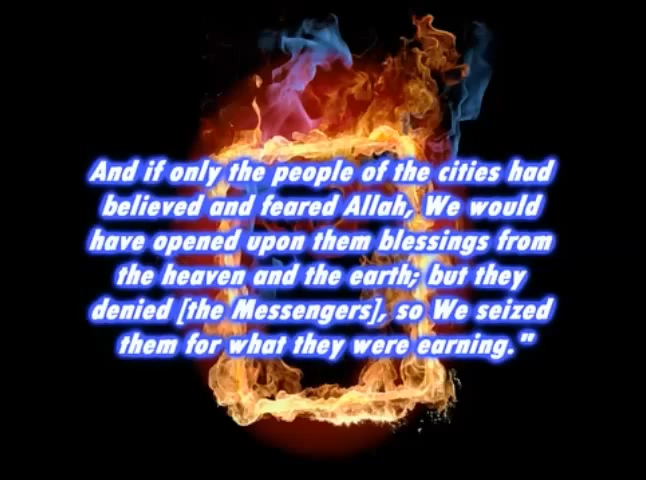 And if only the people of the cities had
believed and feared Allah, We would
have opened upon them blessings from
the heaven and the earth; but they
denied [the Messengers], so We seized
them for what they were earning."